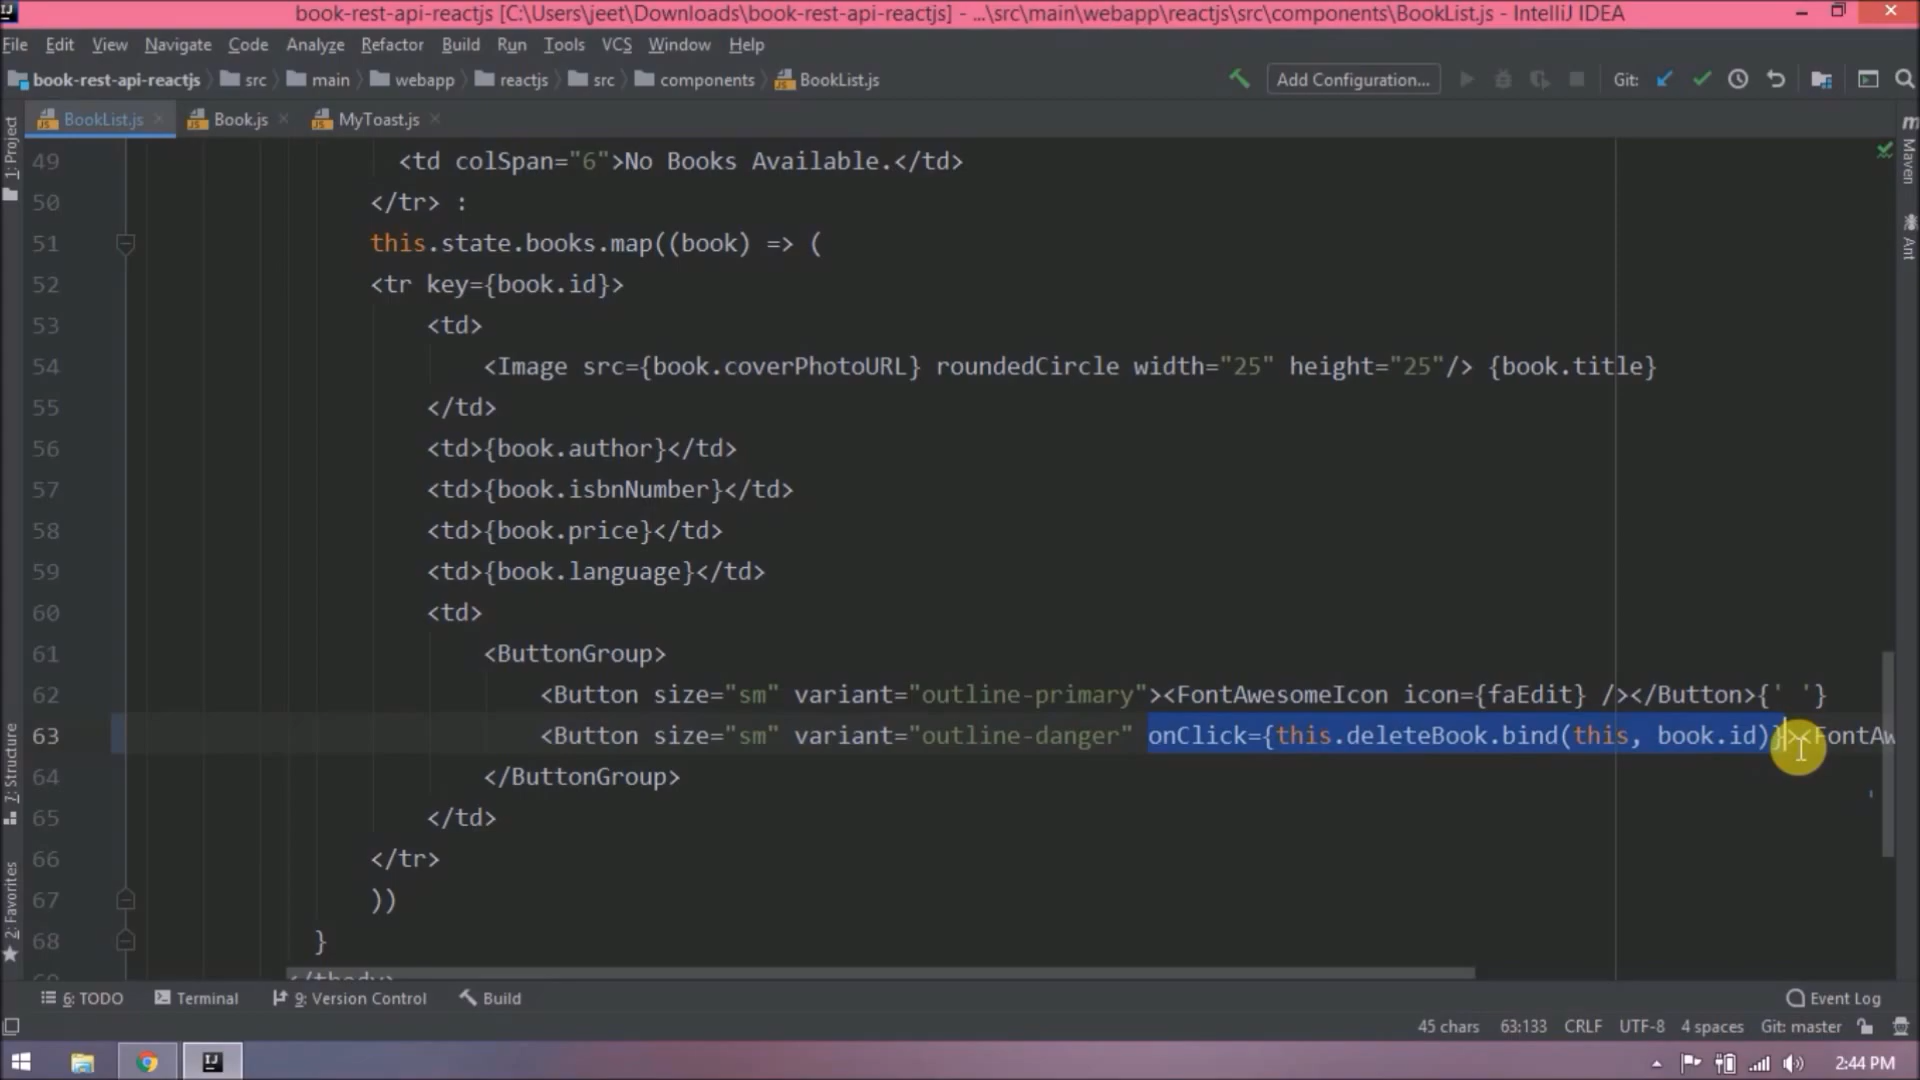 book-rest-api-reactjs [C:\Users\jeet\Downloads\book-rest-api-reactjs] - ...\src\main\webapp\reactjs\src\components\BookList.js - IntelliJ IDEA
File Edit View Navigate Code Analyze Refactor Build Run Tools VCS Window Help
book-rest-api-reactjs src main webapp reactjs src components BookList.js Add Configuration... Git:
BookList.js Book.js MyToast.js
1: Project
Maven
Ant
7: Structure
2: Favorites
49 <td colSpan="6">No Books Available.</td>
50 </tr> :
51 this.state.books.map((book) => (
52 <tr key={book.id}>
53 <td>
54 <Image src={book.coverPhotoURL} roundedCircle width="25" height="25"/> {book.title}
55 </td>
56 <td>{book.author}</td>
57 <td>{book.isbnNumber}</td>
58 <td>{book.price}</td>
59 <td>{book.language}</td>
60 <td>
61 <ButtonGroup>
62 <Button size="sm" variant="outline-primary"><FontAwesomeIcon icon={faEdit} /></Button>{' '}
63 <Button size="sm" variant="outline-danger" onClick={this.deleteBook.bind(this, book.id)}><FontAw
64 </ButtonGroup>
65 </td>
66 </tr>
67 ))
68 }
</tbody>
6: TODO Terminal 9: Version Control Build Event Log
45 chars 63:133 CRLF UTF-8 4 spaces Git: master
2:44 PM